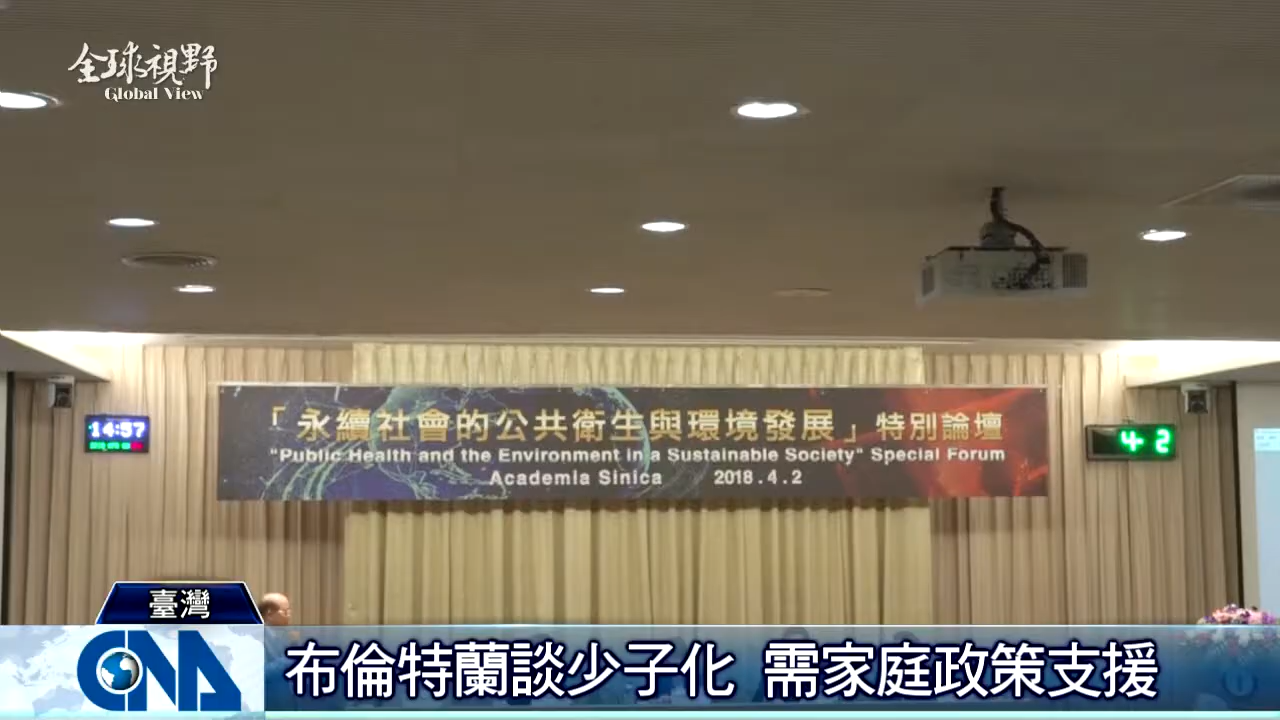 全球視野
Global View
14:57
「永續社會的公共衛生與環境發展」特別論壇
"Public Health and the Environment in a Sustainable Society" Special Forum
Academia Sinica 2018.4.2
4 2
臺灣
CNA
布倫特蘭談少子化 需家庭政策支援